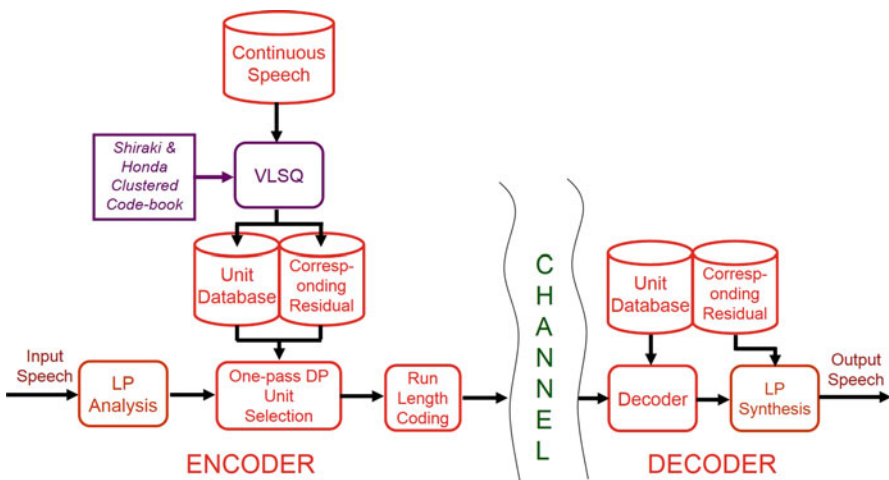 Continuous
Speech
Shiraki &
Honda
Clustered
Code-book
VLSQ
Unit
Database
Corresp-
onding
Residual
Input
Speech
LP
Analysis
One-pass DP
Unit
Selection
Run
Length
Coding
ENCODER
CHANNEL
Unit
Database
Corresp-
onding
Residual
Decoder
LP
Synthesis
Output
Speech
DECODER